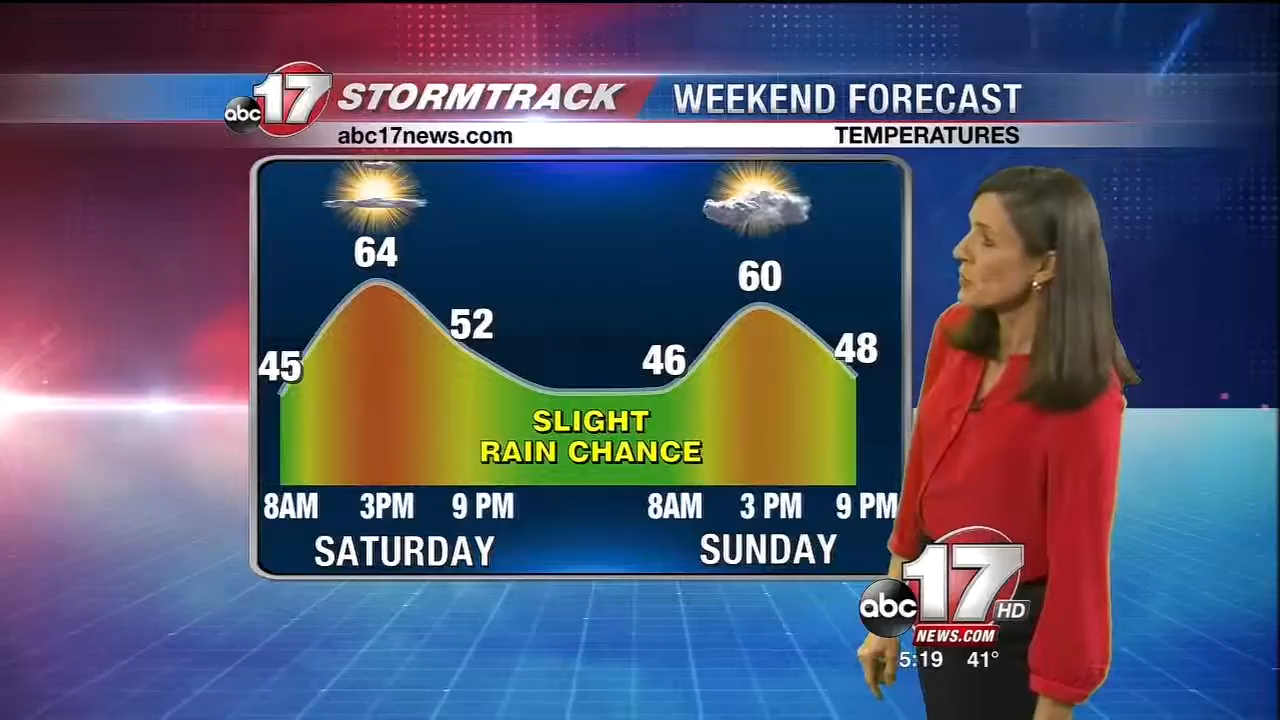 abc 17 STORMTRACK WEEKEND FORECAST
abc17news.com TEMPERATURES
64
60
52
48
45
46
SLIGHT
RAIN CHANCE
8AM 3PM 9 PM 8AM 3 PM 9 PM
SATURDAY SUNDAY
abc 17 HD
NEWS.COM
5:19 41°